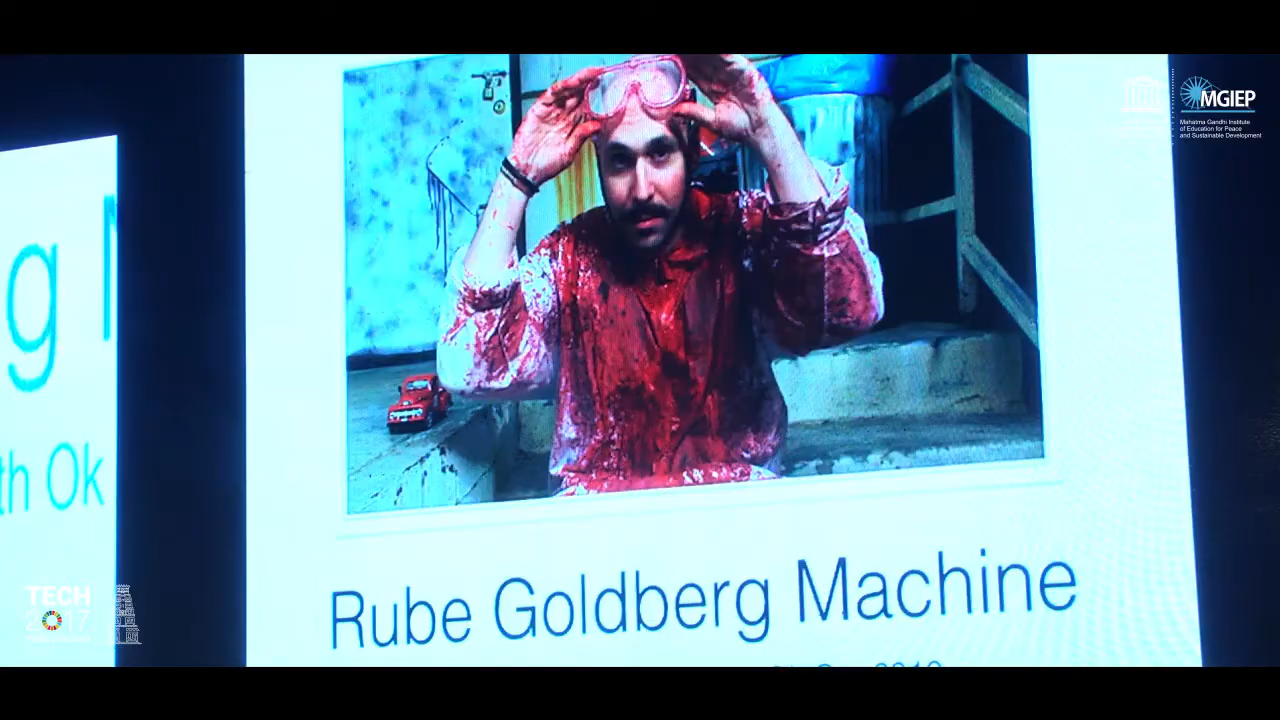 MGIEP
Mahatma Gandhi Institute
of Education for Peace
and Sustainable Development
g
th Ok
Rube Goldberg Machine
TECH
2017